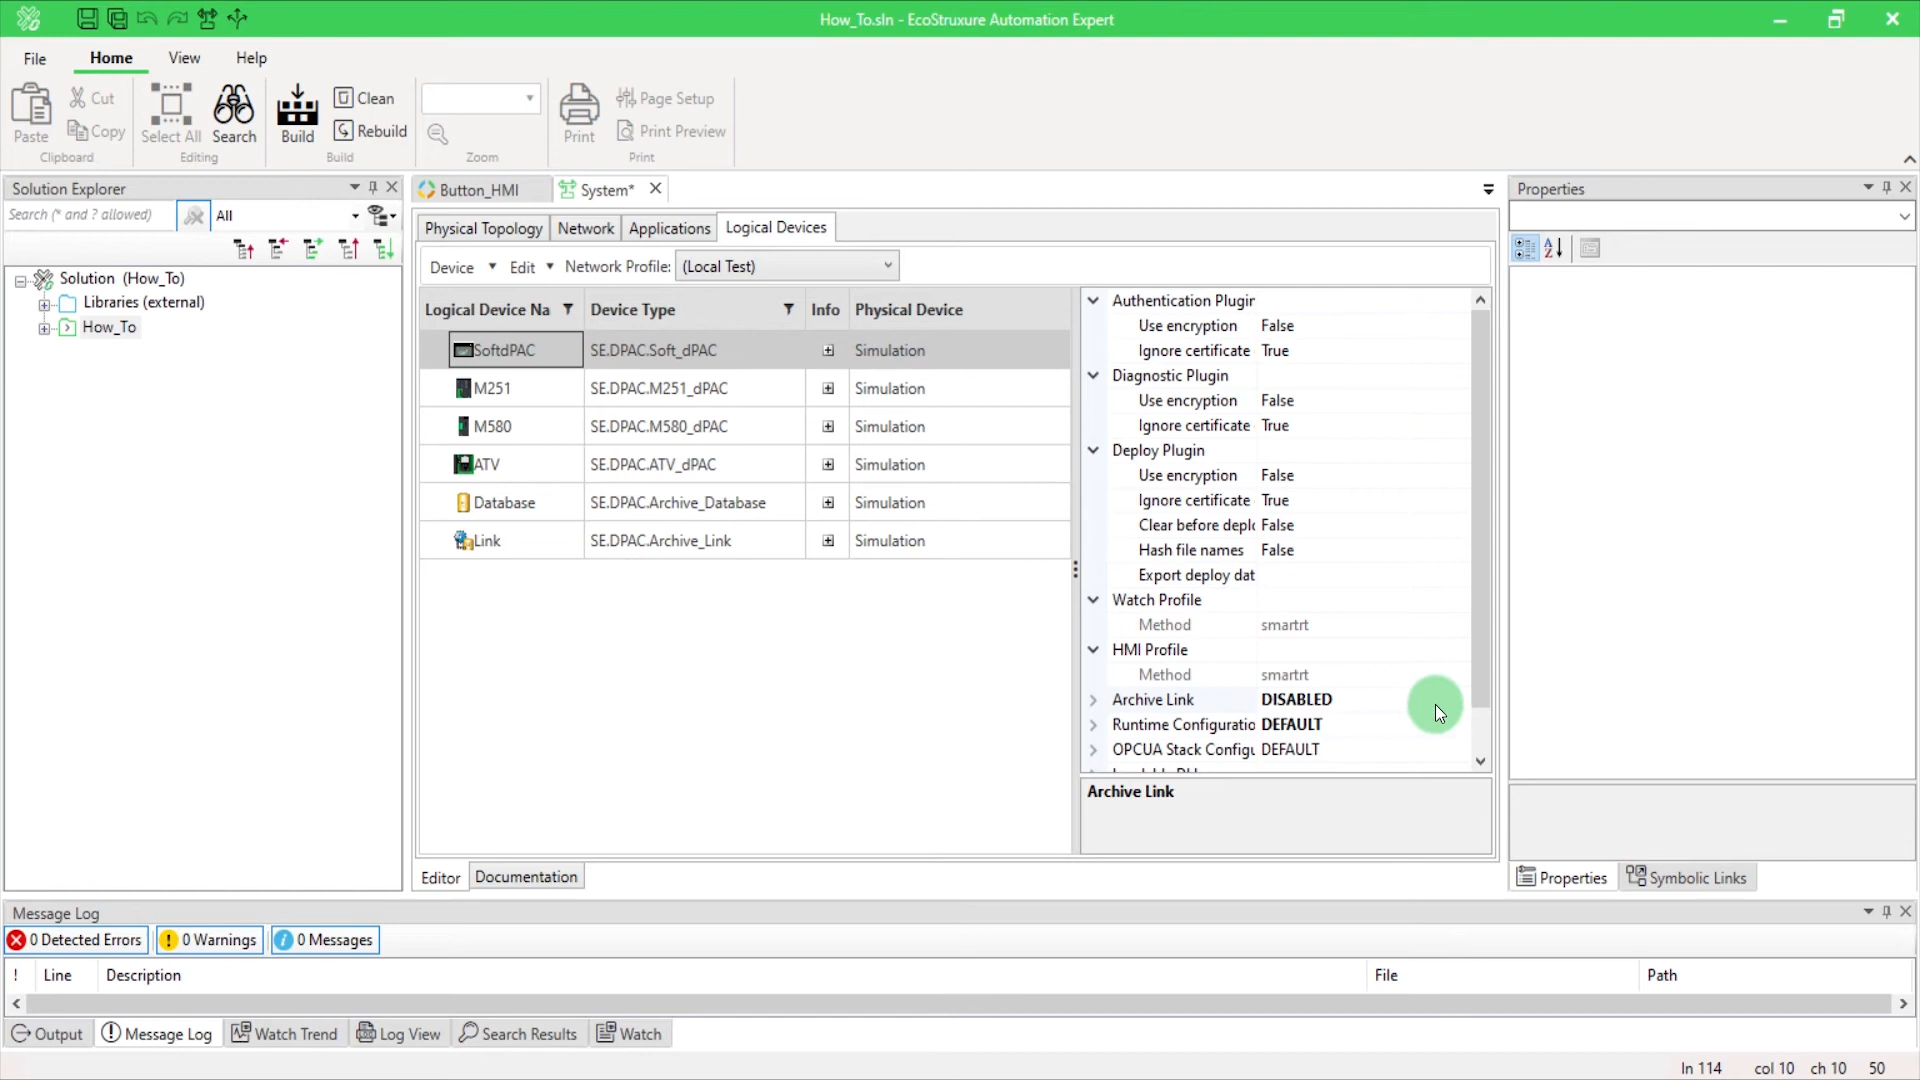 How_To.sln - EcoStruxure Automation Expert
File
Home
View
Help
Paste
Cut
Copy
Clipboard
Select All
Search
Editing
Build
Clean
Rebuild
Build
Zoom
Print
Page Setup
Print Preview
Print
Solution Explorer
Search (* and ? allowed)
All
Solution (How_To)
Libraries (external)
How_To
Button_HMI
System*
Physical Topology
Network
Applications
Logical Devices
Device
Edit
Network Profile:
(Local Test)
Logical Device Na
Device Type
Info
Physical Device
SoftdPAC
SE.DPAC.Soft_dPAC
Simulation
M251
SE.DPAC.M251_dPAC
Simulation
M580
SE.DPAC.M580_dPAC
Simulation
ATV
SE.DPAC.ATV_dPAC
Simulation
Database
SE.DPAC.Archive_Database
Simulation
Link
SE.DPAC.Archive_Link
Simulation
Authentication Plugin
Use encryption False
Ignore certificate True
Diagnostic Plugin
Use encryption False
Ignore certificate True
Deploy Plugin
Use encryption False
Ignore certificate True
Clear before deplo False
Hash file names False
Export deploy dat
Watch Profile
Method smartrt
HMI Profile
Method smartrt
Archive Link DISABLED
Runtime Configuratio DEFAULT
OPCUA Stack Configu DEFAULT
Archive Link
Editor
Documentation
Properties
Properties
Symbolic Links
Message Log
0 Detected Errors
0 Warnings
0 Messages
! Line Description File Path
Output
Message Log
Watch Trend
Log View
Search Results
Watch
ln 114 col 10 ch 10 50